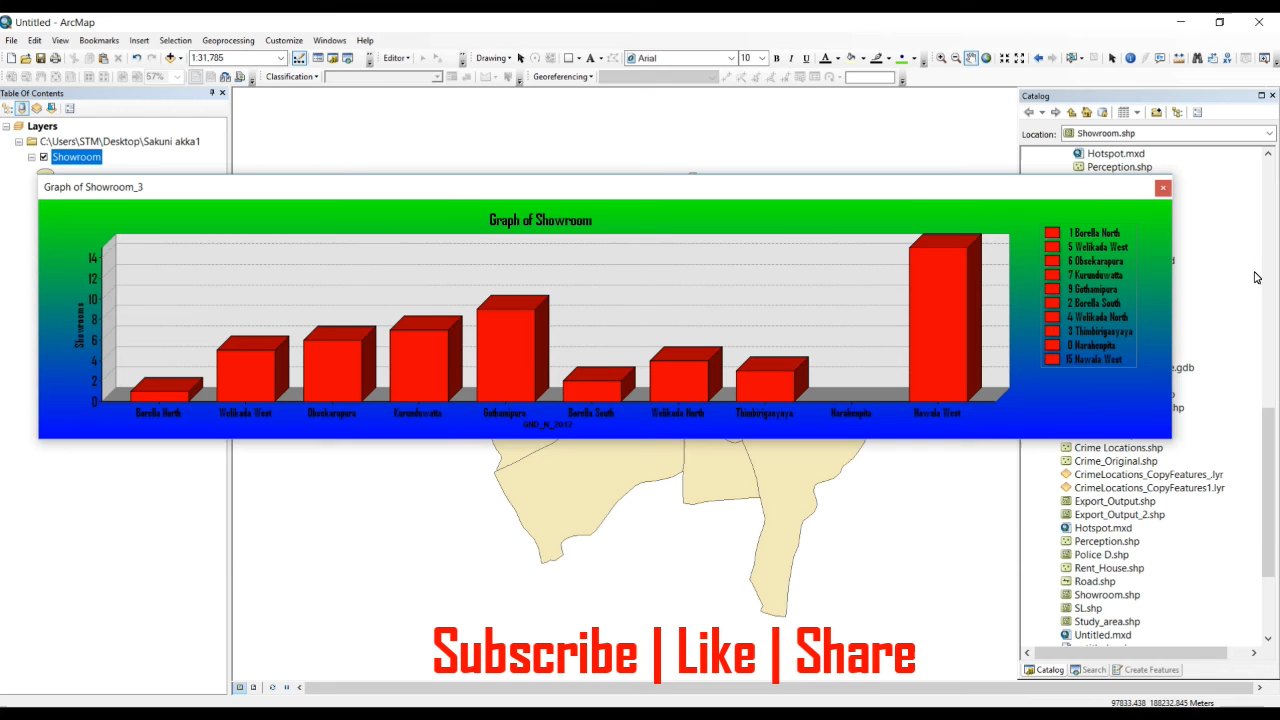 Untitled - ArcMap
File Edit View Bookmarks Insert Selection Geoprocessing Customize Windows Help
1:31,785 Editor Drawing Arial 10 B I U A
57% Classification Georeferencing
Table Of Contents
Layers
C:\Users\STM\Desktop\Sakuni akka1
Showroom
Graph of Showroom_3
Graph of Showroom
Showrooms
14
12
10
8
6
4
2
0
Borella North Welikada West Obsekarapura Kurunduwatta Gothamipura Borella South Welikada North Thimbirigasyaya Narahenpita Nawala West
GND_N_2012
1 Borella North
5 Welikada West
6 Obsekarapura
7 Kurunduwatta
9 Gothamipura
2 Borella South
4 Welikada North
3 Thimbirigasyaya
0 Narahenpita
15 Nawala West
Catalog
Location: Showroom.shp
Hotspot.mxd
Perception.shp
e.gdb
hp
Crime Locations.shp
Crime_Original.shp
CrimeLocations_CopyFeatures_.lyr
CrimeLocations_CopyFeatures1.lyr
Export_Output.shp
Export_Output_2.shp
Hotspot.mxd
Perception.shp
Police D.shp
Rent_House.shp
Road.shp
Showroom.shp
SL.shp
Study_area.shp
Untitled.mxd
Catalog Search Create Features
Subscribe | Like | Share
97833.438 188232.845 Meters